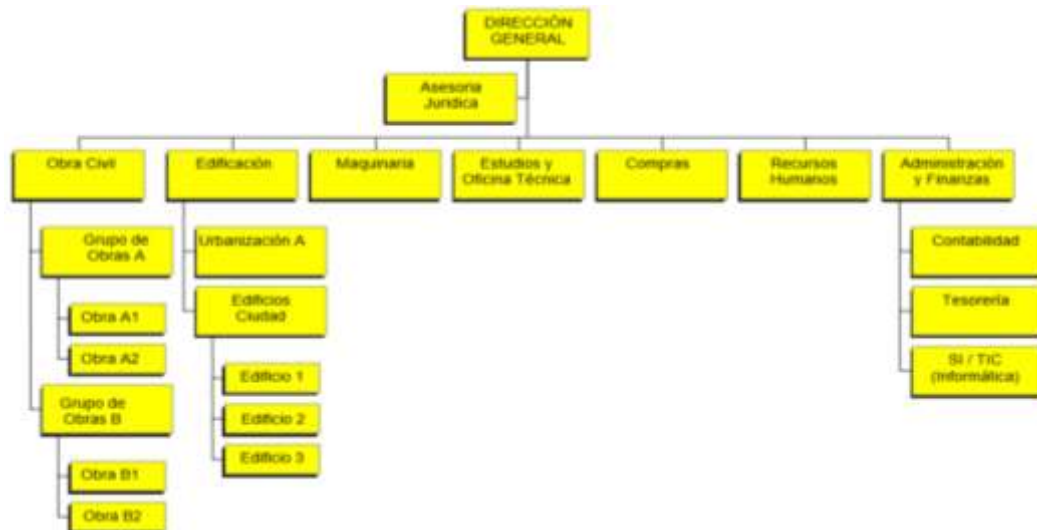 DIRECCIÓN
GENERAL
Asesoria
Juridica
Obra Civil
Edificación
Maquinaria
Estudios y
Oficina Técnica
Compras
Recursos
Humanos
Administración
y Finanzas
Grupo de
Obras A
Obra A1
Obra A2
Grupo de
Obras B
Obra B1
Obra B2
Urbanización A
Edificios
Ciudad
Edificio 1
Edificio 2
Edificio 3
Contabilidad
Tesorería
SI / TIC
(Informática)